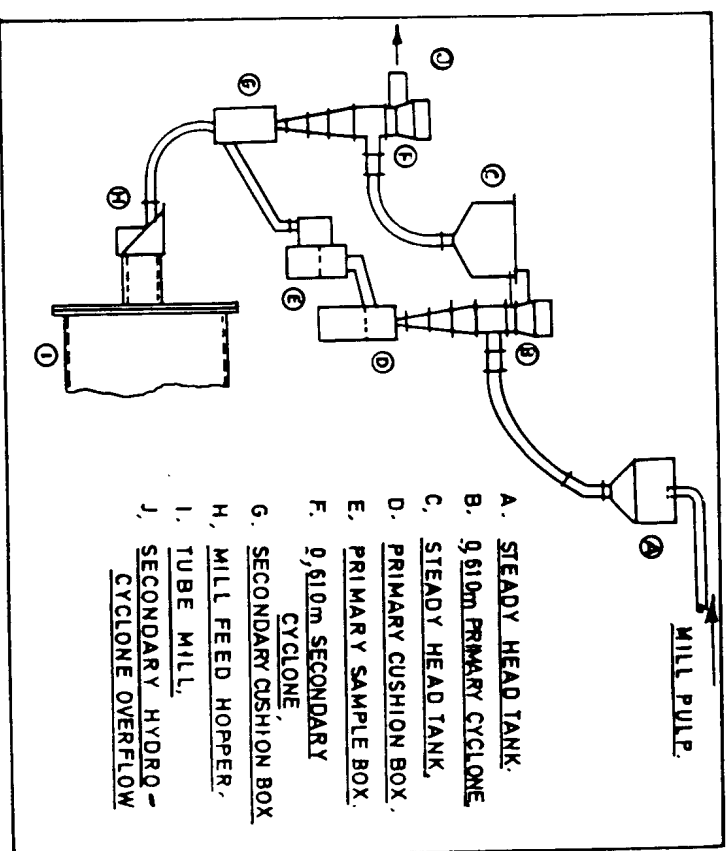 MILL PULP.
A. STEADY HEAD TANK.
B. 0,610m PRIMARY CYCLONE.
C, STEADY HEAD TANK.
D. PRIMARY CUSHION BOX.
E, PRIMARY SAMPLE BOX.
F. 0,610m SECONDARY
CYCLONE,
G. SECONDARY CUSHION BOX
H, MILL FEED HOPPER.
I. TUBE MILL,
J, SECONDARY HYDRO-
CYCLONE OVERFLOW
A
B
C
D
E
F
G
H
I
J